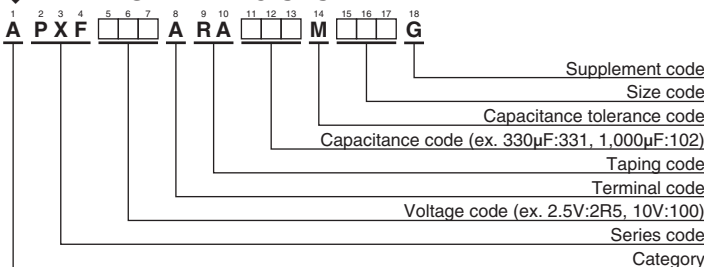 1 2 3 4 5 6 7 8 9 10 11 12 13 14 15 16 17 18
A PXF □□□ A RA □□□ M □□□ G
Supplement code
Size code
Capacitance tolerance code
Capacitance code (ex. 330µF:331, 1,000µF:102)
Taping code
Terminal code
Voltage code (ex. 2.5V:2R5, 10V:100)
Series code
Category